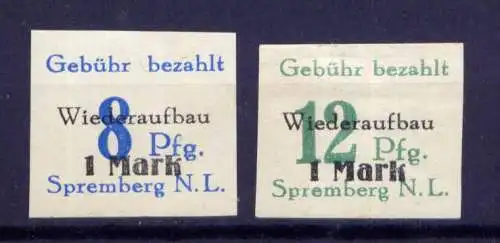 Gebühr bezahlt
Wiederaufbau
8 Pfg.
1 Mark
Spremberg N.L.
Gebühr bezahlt
Wiederaufbau
12 Pfg.
1 Mark
Spremberg N.L.